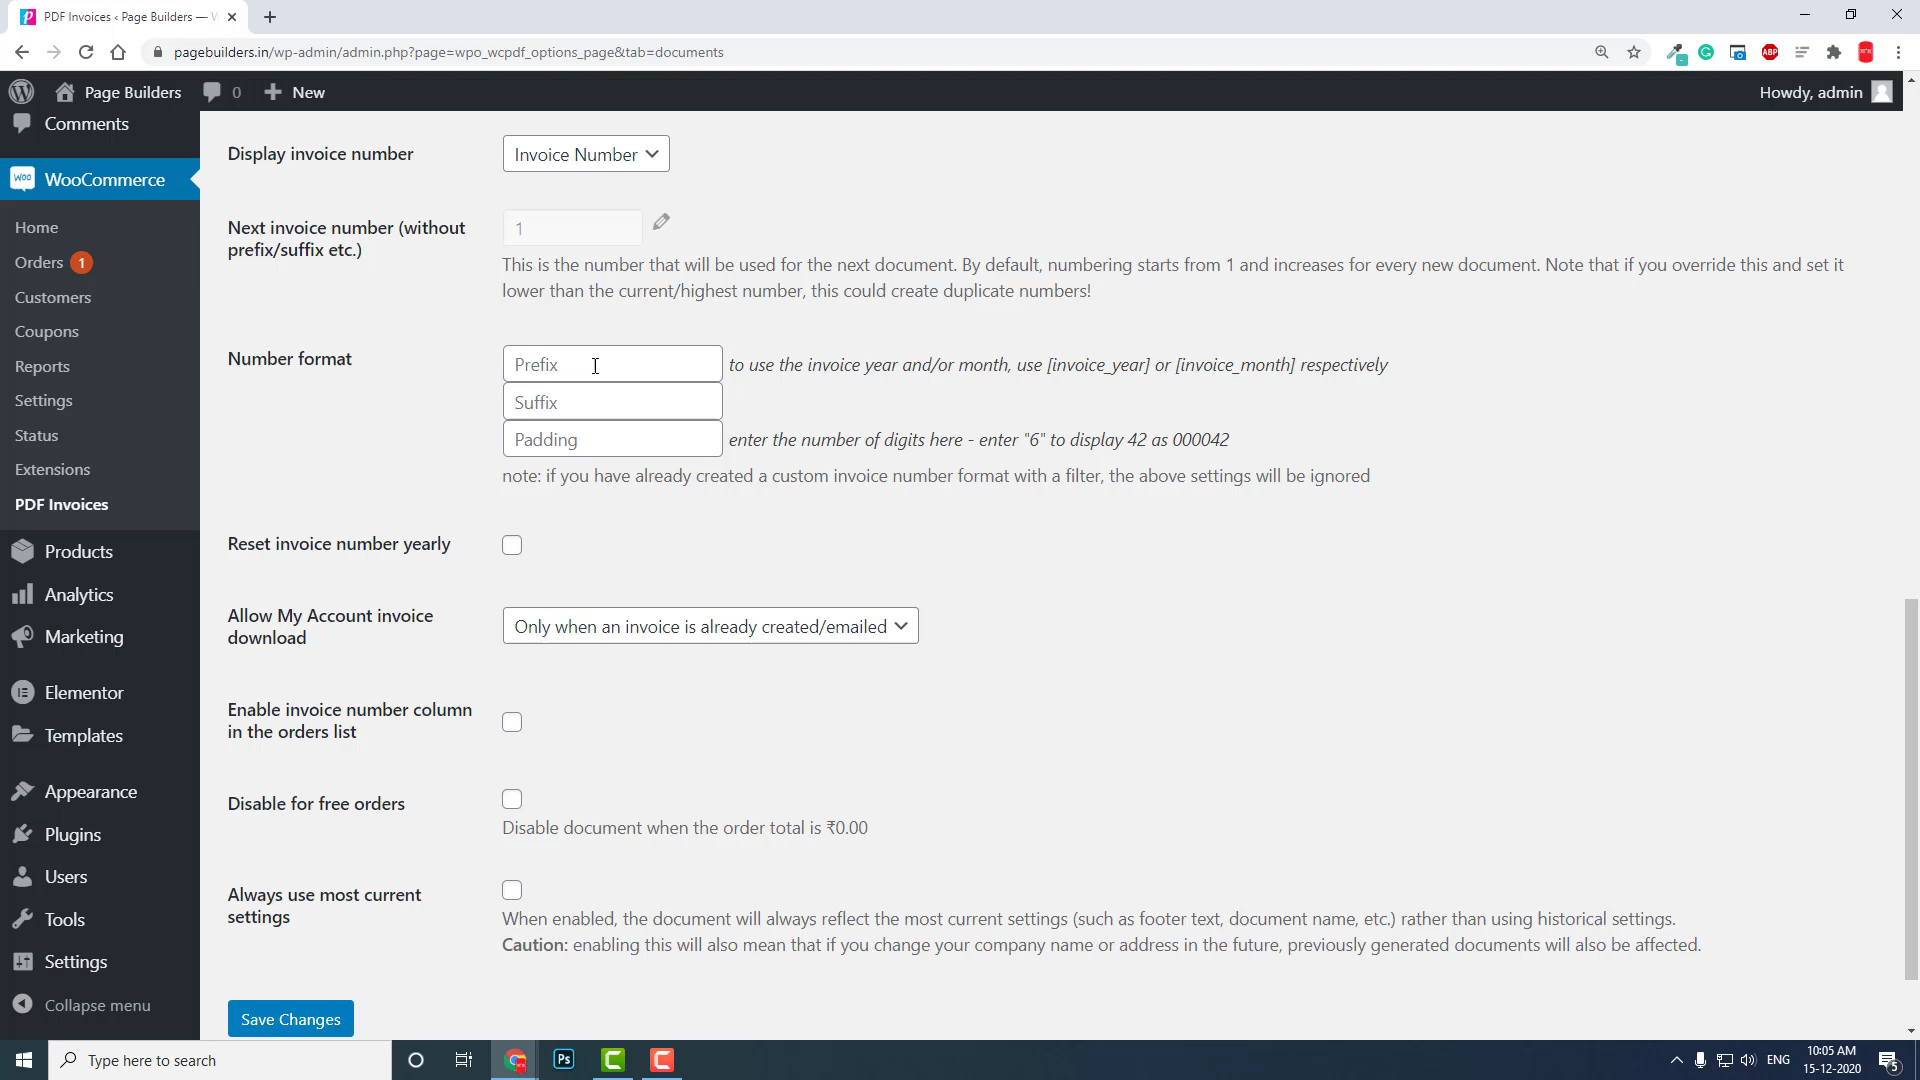 PDF Invoices ‹ Page Builders — W
pagebuilders.in/wp-admin/admin.php?page=wpo_wcpdf_options_page&tab=documents
ABP
Page Builders
0
New
Howdy, admin
Comments
WooCommerce
Home
Orders 1
Customers
Coupons
Reports
Settings
Status
Extensions
PDF Invoices
Products
Analytics
Marketing
Elementor
Templates
Appearance
Plugins
Users
Tools
Settings
Collapse menu
Display invoice number
Invoice Number
Next invoice number (without
prefix/suffix etc.)
1
This is the number that will be used for the next document. By default, numbering starts from 1 and increases for every new document. Note that if you override this and set it
lower than the current/highest number, this could create duplicate numbers!
Number format
Prefix
to use the invoice year and/or month, use [invoice_year] or [invoice_month] respectively
Suffix
Padding
enter the number of digits here - enter "6" to display 42 as 000042
note: if you have already created a custom invoice number format with a filter, the above settings will be ignored
Reset invoice number yearly
Allow My Account invoice
download
Only when an invoice is already created/emailed
Enable invoice number column
in the orders list
Disable for free orders
Disable document when the order total is ₹0.00
Always use most current
settings
When enabled, the document will always reflect the most current settings (such as footer text, document name, etc.) rather than using historical settings.
Caution: enabling this will also mean that if you change your company name or address in the future, previously generated documents will also be affected.
Save Changes
Type here to search
Ps
ENG
10:05 AM
15-12-2020
5